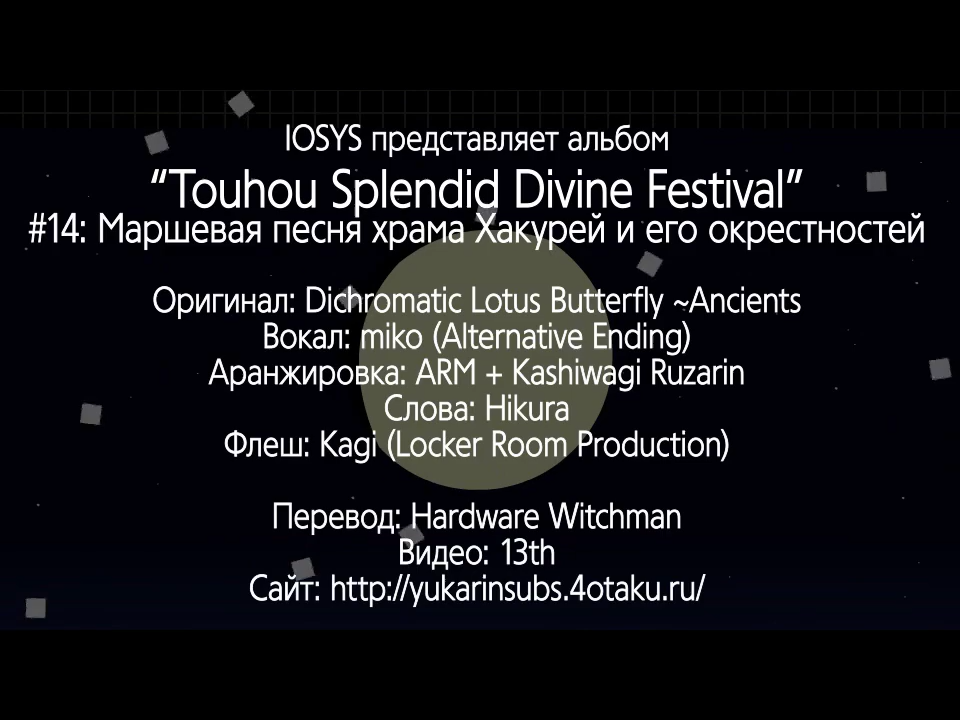 IOSYS представляет альбом
“Touhou Splendid Divine Festival”
#14: Маршевая песня храма Хакурей и его окрестностей
Оригинал: Dichromatic Lotus Butterfly ~Ancients
Вокал: miko (Alternative Ending)
Аранжировка: ARM + Kashiwagi Ruzarin
Слова: Hikura
Флеш: Kagi (Locker Room Production)
Перевод: Hardware Witchman
Видео: 13th
Сайт: http://yukarinsubs.4otaku.ru/